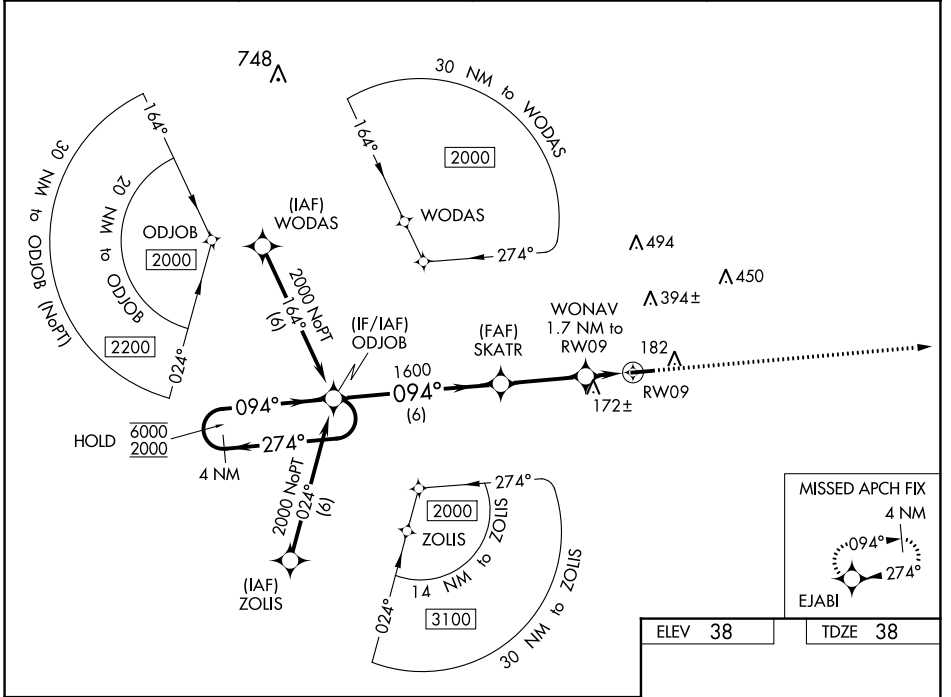 748
30 NM to WODAS
164°
2000
WODAS
274°
164°
30 NM to ODJOB (NoPT)
20 NM to ODJOB
ODJOB
2000
2200
024°
(IAF)
WODAS
2000 NoPT
164°
(6)
494
450
394±
(IF/IAF)
ODJOB
(FAF)
SKATR
WONAV
1.7 NM to
RW09
182
RW09
172±
1600
094°
(6)
094°
274°
HOLD
6000
2000
4 NM
2000 NoPT
024°
(6)
(IAF)
ZOLIS
274°
2000
ZOLIS
14 NM to ZOLIS
024°
3100
30 NM to ZOLIS
MISSED APCH FIX
4 NM
094°
274°
EJABI
ELEV 38
TDZE 38